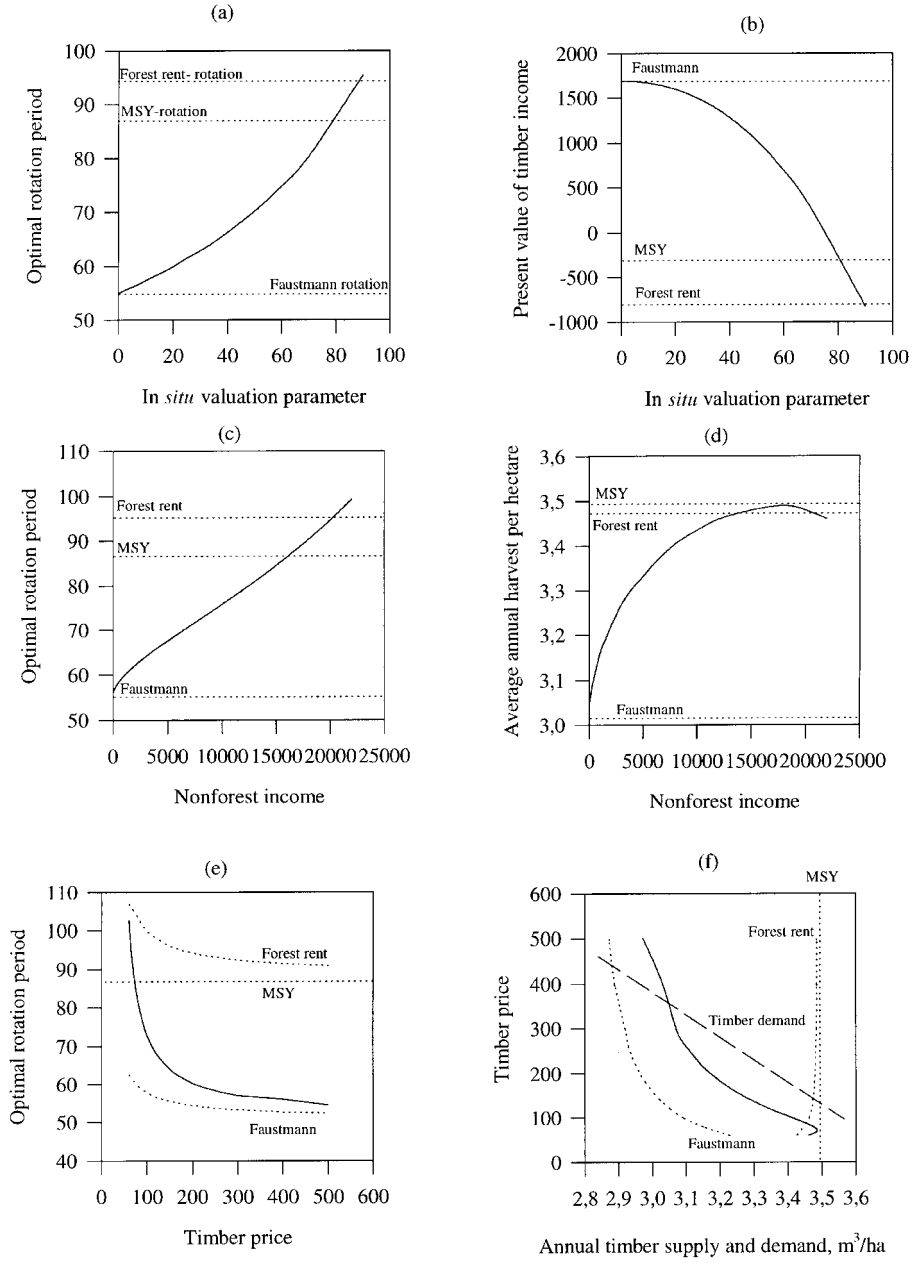 (a)
100
90
80
70
60
50
Optimal rotation period
Forest rent- rotation
MSY-rotation
Faustmann rotation
0 20 40 60 80 100
In situ valuation parameter
(b)
2000
1500
1000
500
0
-500
-1000
Present value of timber income
Faustmann
MSY
Forest rent
0 20 40 60 80 100
In situ valuation parameter
(c)
110
100
90
80
70
60
50
Optimal rotation period
Forest rent
MSY
Faustmann
0 5000 10000 15000 20000 25000
Nonforest income
(d)
3,6
3,5
3,4
3,3
3,2
3,1
3,0
Average annual harvest per hectare
MSY
Forest rent
Faustmann
0 5000 10000 15000 20000 25000
Nonforest income
(e)
110
100
90
80
70
60
50
40
Optimal rotation period
Forest rent
MSY
Faustmann
0 100 200 300 400 500 600
Timber price
(f)
MSY
600
500
400
300
200
100
0
Timber price
Forest rent
Timber demand
Faustmann
2,8 2,9 3,0 3,1 3,2 3,3 3,4 3,5 3,6
Annual timber supply and demand, m³/ha